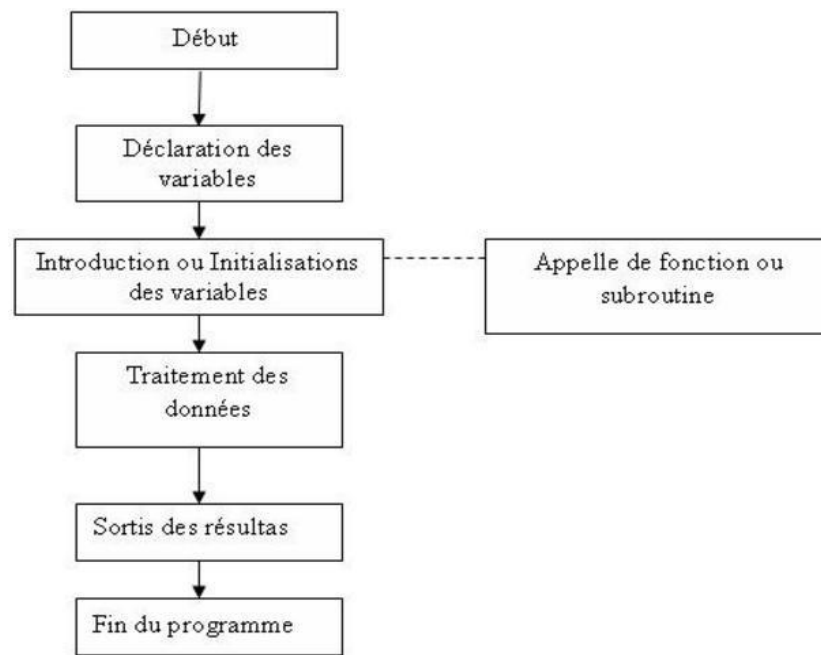 Début
Déclaration des
variables
Introduction ou Initialisations
des variables
Appelle de fonction ou
subroutine
Traitement des
données
Sortis des résultas
Fin du programme